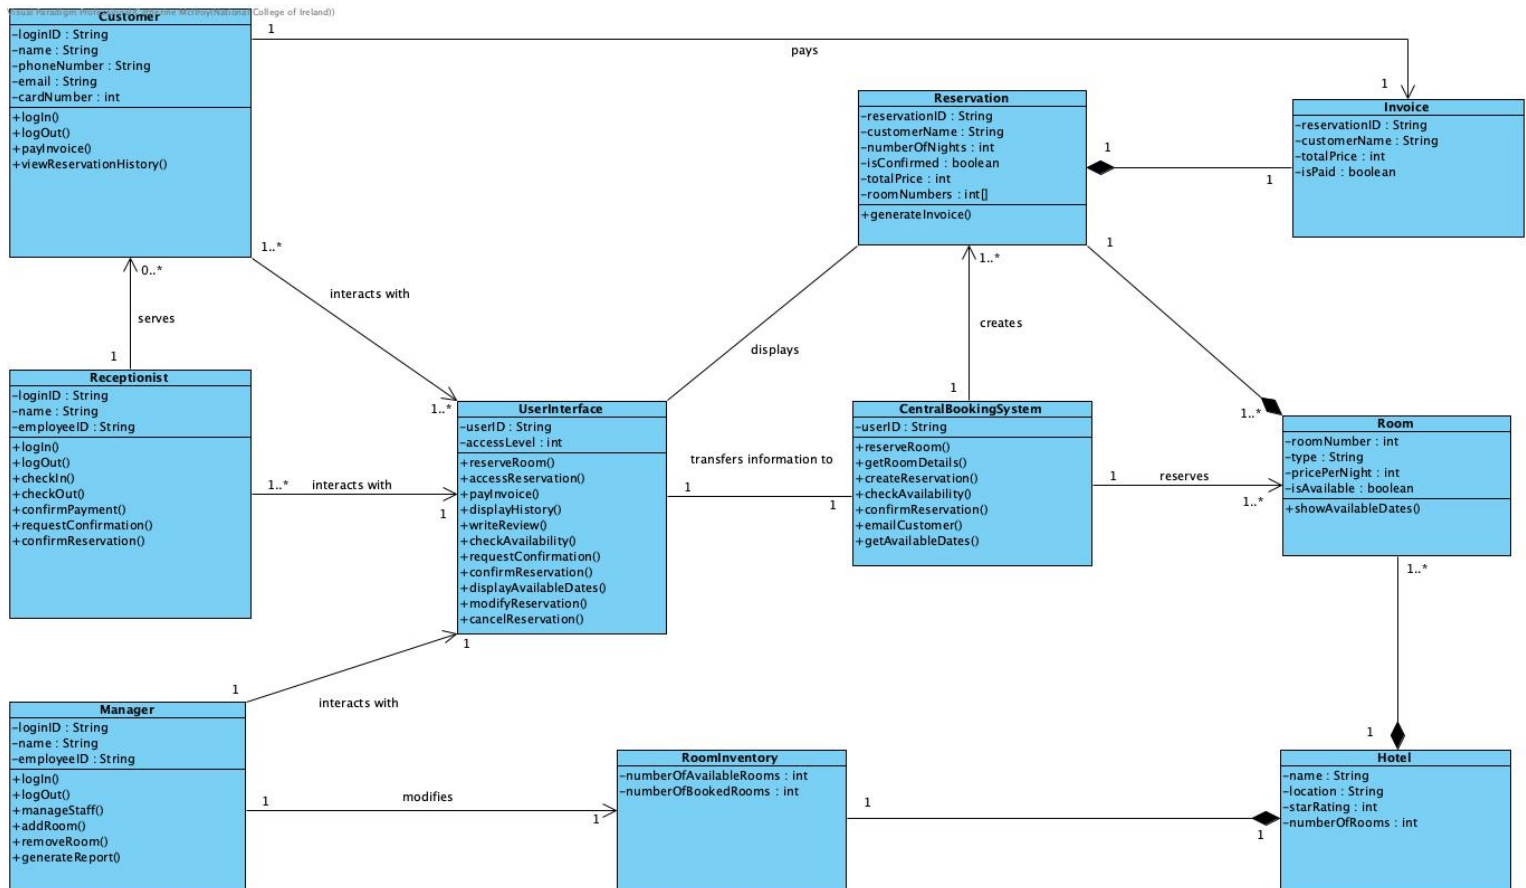 Customer
-loginID : String
-name : String
-phoneNumber : String
-email : String
-cardNumber : int
+logIn()
+logOut()
+payInvoice()
+viewReservationHistory()
College of Ireland))
1
pays
1
Reservation
-reservationID : String
-customerName : String
-numberOfNights : int
-isConfirmed : boolean
-totalPrice : int
-roomNumbers : int[]
+generateInvoice()
1
1
Invoice
-reservationID : String
-customerName : String
-totalPrice : int
-isPaid : boolean
1..*
interacts with
1..*
0..*
serves
1
displays
1..*
creates
1
1
1..*
Receptionist
-loginID : String
-name : String
-employeeID : String
+logIn()
+logOut()
+checkIn()
+checkOut()
+confirmPayment()
+requestConfirmation()
+confirmReservation()
1..*
interacts with
1
UserInterface
-userID : String
-accessLevel : int
+reserveRoom()
+accessReservation()
+payInvoice()
+displayHistory()
+writeReview()
+checkAvailability()
+requestConfirmation()
+confirmReservation()
+displayAvailableDates()
+modifyReservation()
+cancelReservation()
transfers information to
1
1
CentralBookingSystem
-userID : String
+reserveRoom()
+getRoomDetails()
+createReservation()
+checkAvailability()
+confirmReservation()
+emailCustomer()
+getAvailableDates()
1
reserves
1..*
Room
-roomNumber : int
-type : String
-pricePerNight : int
-isAvailable : boolean
+showAvailableDates()
1..*
1
1
interacts with
1
Manager
-loginID : String
-name : String
-employeeID : String
+logIn()
+logOut()
+manageStaff()
+addRoom()
+removeRoom()
+generateReport()
1
modifies
1
RoomInventory
-numberOfAvailableRooms : int
-numberOfBookedRooms : int
1
1
Hotel
-name : String
-location : String
-starRating : int
-numberOfRooms : int